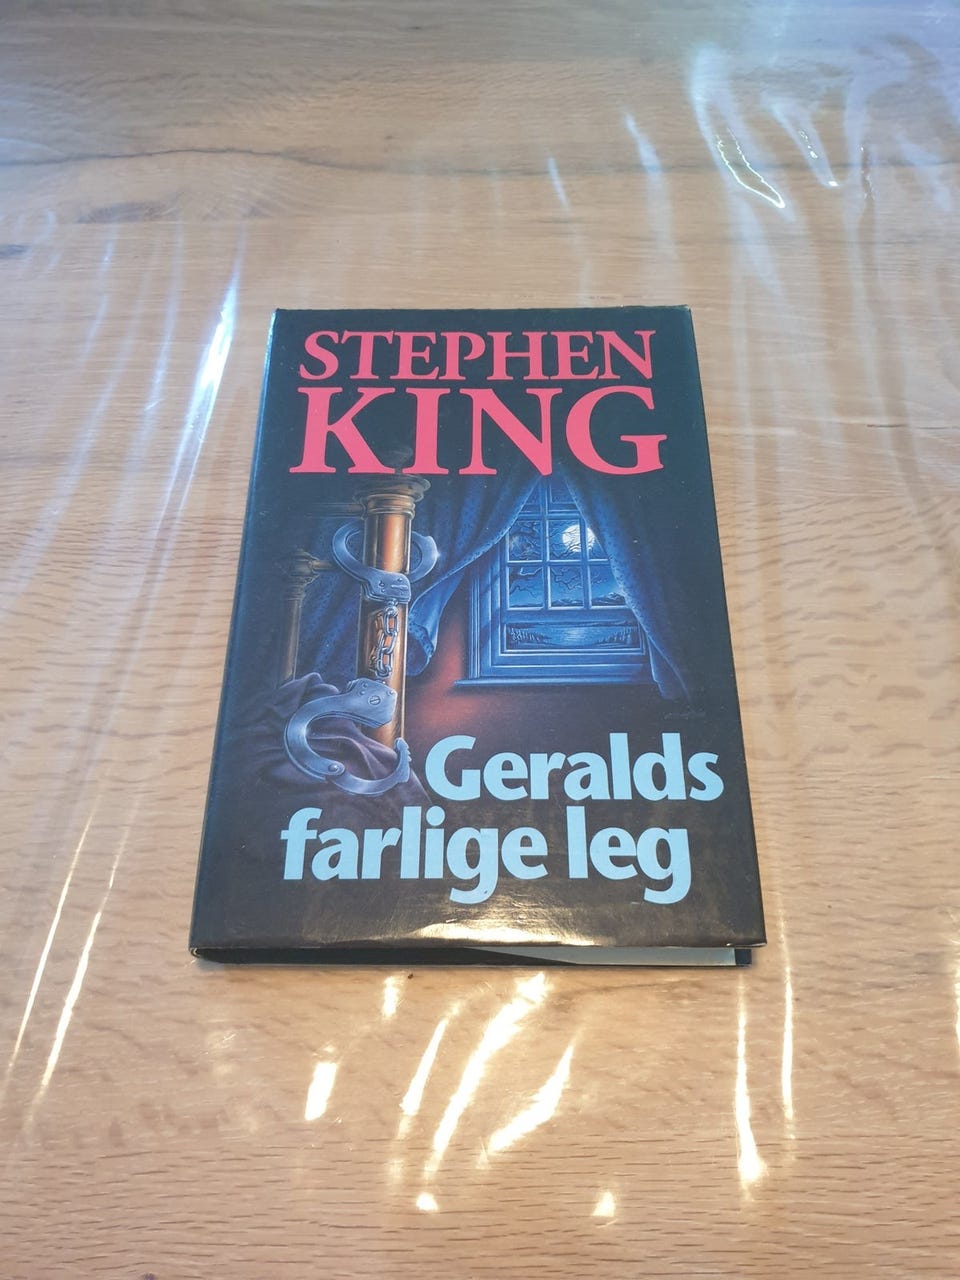 STEPHEN
KING
Geralds
farlige leg